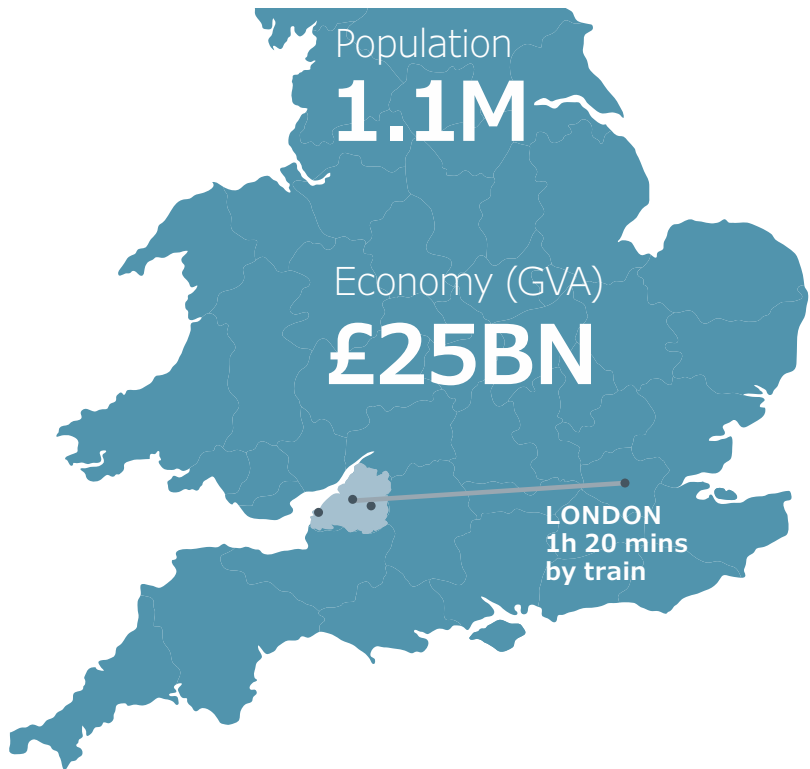 Population
1.1M
Economy (GVA)
£25BN
LONDON
1h 20 mins
by train